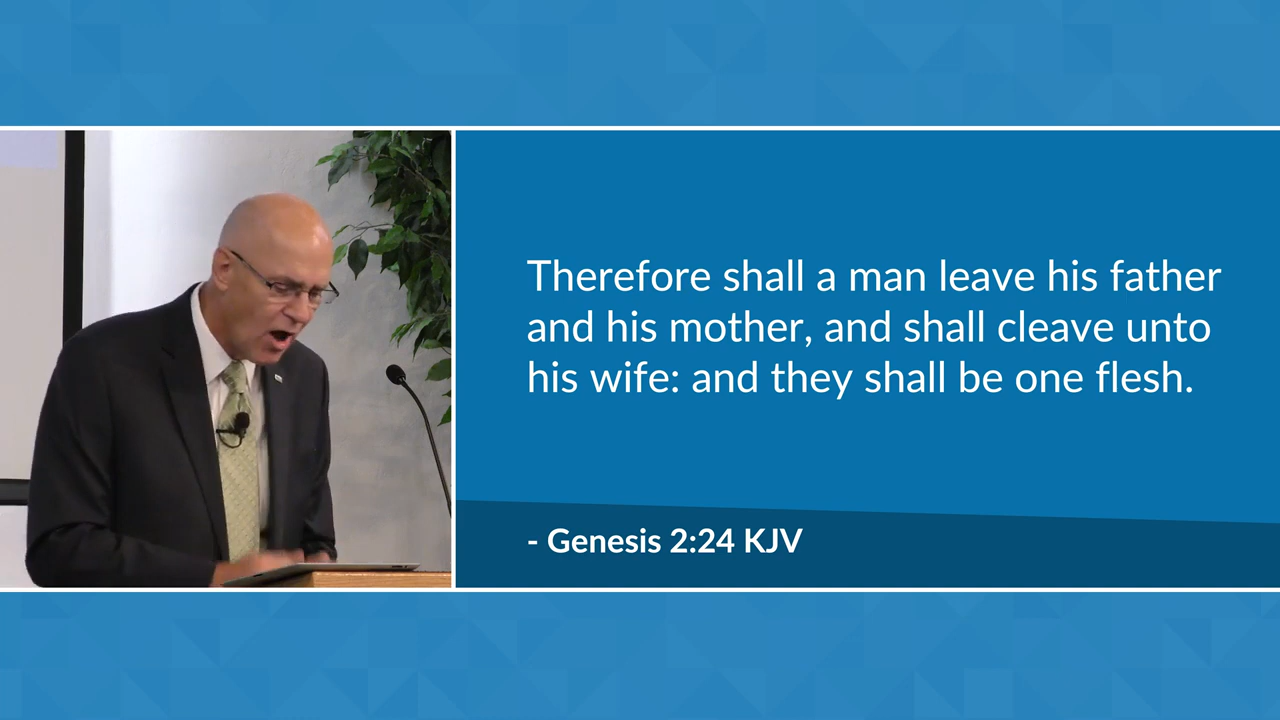 Therefore shall a man leave his father
and his mother, and shall cleave unto
his wife: and they shall be one flesh.
- Genesis 2:24 KJV